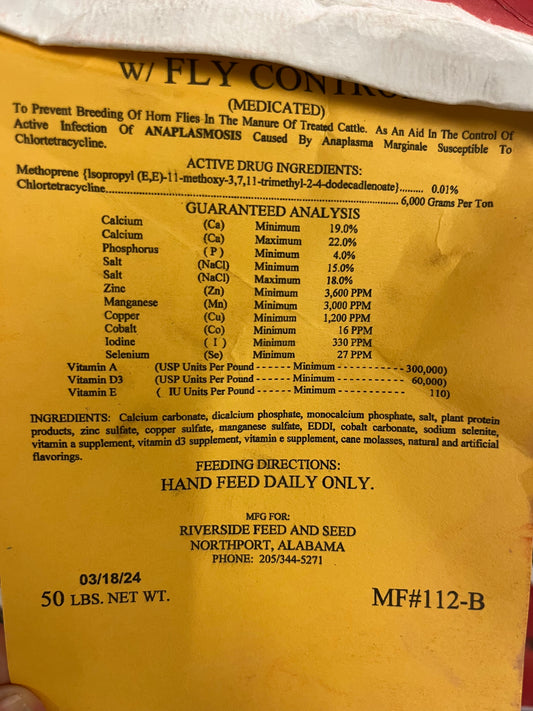 W/ FLY CONTROL
(MEDICATED)
To Prevent Breeding Of Horn Flies In The Manure Of Treated Cattle. As An Aid In The Control Of
Active Infection Of ANAPLASMOSIS Caused By Anaplasma Marginale Susceptible To
Chlortetracycline.
ACTIVE DRUG INGREDIENTS:
Methoprene {Isopropyl (E,E)-11-methoxy-3,7,11-trimethyl-2-4-dodecadlenoate}......... 0.01%
Chlortetracycline.......................................................................................... 6,000 Grams Per Ton
GUARANTEED ANALYSIS
Calcium (Ca) Minimum 19.0%
Calcium (Ca) Maximum 22.0%
Phosphorus ( P ) Minimum 4.0%
Salt (NaCl) Minimum 15.0%
Salt (NaCl) Maximum 18.0%
Zinc (Zn) Minimum 3,600 PPM
Manganese (Mn) Minimum 3,000 PPM
Copper (Cu) Minimum 1,200 PPM
Cobalt (Co) Minimum 16 PPM
Iodine ( I ) Minimum 330 PPM
Selenium (Se) Minimum 27 PPM
Vitamin A (USP Units Per Pound - - - - - - Minimum - - - - - - - - - - - - - - - 300,000)
Vitamin D3 (USP Units Per Pound - - - - - - Minimum - - - - - - - - - - - - - - - 60,000)
Vitamin E ( IU Units Per Pound - - - - - - Minimum - - - - - - - - - - - - - - - 110)
INGREDIENTS: Calcium carbonate, dicalcium phosphate, monocalcium phosphate, salt, plant protein
products, zinc sulfate, copper sulfate, manganese sulfate, EDDI, cobalt carbonate, sodium selenite,
vitamin a supplement, vitamin d3 supplement, vitamin e supplement, cane molasses, natural and artificial
flavorings.
FEEDING DIRECTIONS:
HAND FEED DAILY ONLY.
MFG FOR:
RIVERSIDE FEED AND SEED
NORTHPORT, ALABAMA
PHONE: 205/344-5271
03/18/24
50 LBS. NET WT.
MF#112-B